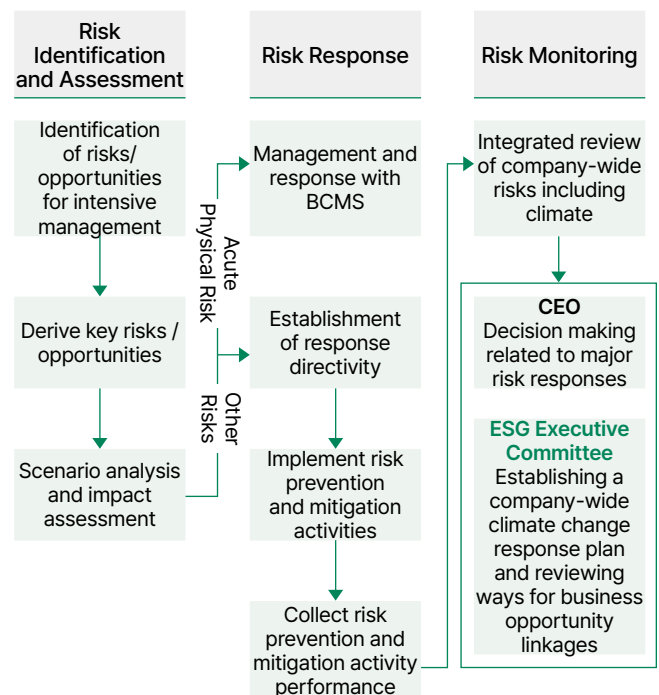 Risk
Identification
and Assessment
Identification
of risks/
opportunities
for intensive
management
Derive key risks /
opportunities
Scenario analysis
and impact
assessment
Acute
Physical Risk
Other
Risks
Risk Response
Management and
response with
BCMS
Establishment
of response
directivity
Implement risk
prevention
and mitigation
activities
Collect risk
prevention and
mitigation activity
performance
Risk Monitoring
Integrated review
of company-wide
risks including
climate
CEO
Decision making
related to major
risk responses
ESG Executive
Committee
Establishing a
company-wide
climate change
response plan
and reviewing
ways for business
opportunity
linkages